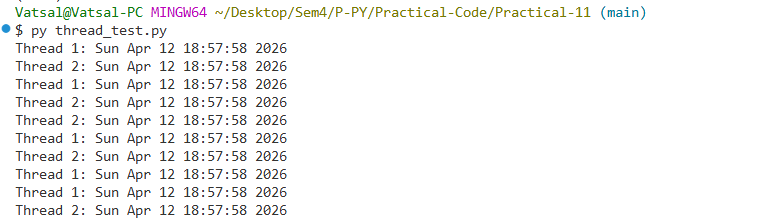 Vatsal@Vatsal-PC MINGW64 ~/Desktop/Sem4/P-PY/Practical-Code/Practical-11 (main)
$ py thread_test.py
Thread 1: Sun Apr 12 18:57:58 2026
Thread 2: Sun Apr 12 18:57:58 2026
Thread 1: Sun Apr 12 18:57:58 2026
Thread 2: Sun Apr 12 18:57:58 2026
Thread 2: Sun Apr 12 18:57:58 2026
Thread 1: Sun Apr 12 18:57:58 2026
Thread 2: Sun Apr 12 18:57:58 2026
Thread 1: Sun Apr 12 18:57:58 2026
Thread 1: Sun Apr 12 18:57:58 2026
Thread 2: Sun Apr 12 18:57:58 2026